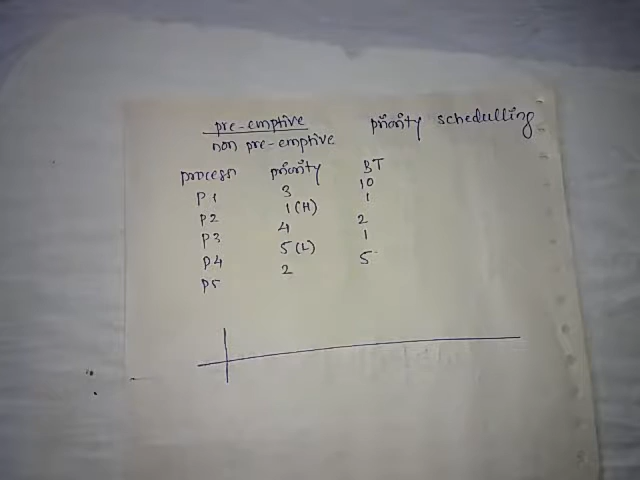 pre-emptive
non pre-emptive priority schedulling
process priority BT
P1 3 10
P2 1(H) 1
P3 4 2
P4 5(L) 1
P5 2 5